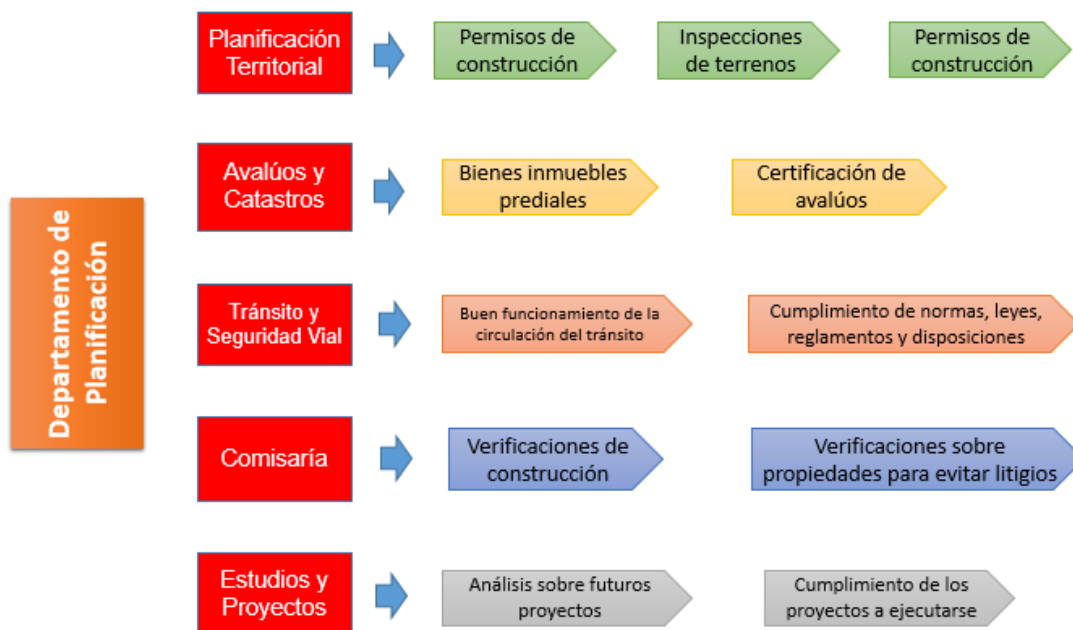 Departamento de
Planificación
Planificación
Territorial
Permisos de
construcción
Inspecciones
de terrenos
Permisos de
construcción
Avalúos y
Catastros
Bienes inmuebles
prediales
Certificación de
avalúos
Tránsito y
Seguridad Vial
Buen funcionamiento de la
circulación del tránsito
Cumplimiento de normas, leyes,
reglamentos y disposiciones
Comisaría
Verificaciones de
construcción
Verificaciones sobre
propiedades para evitar litigios
Estudios y
Proyectos
Análisis sobre futuros
proyectos
Cumplimiento de los
proyectos a ejecutarse